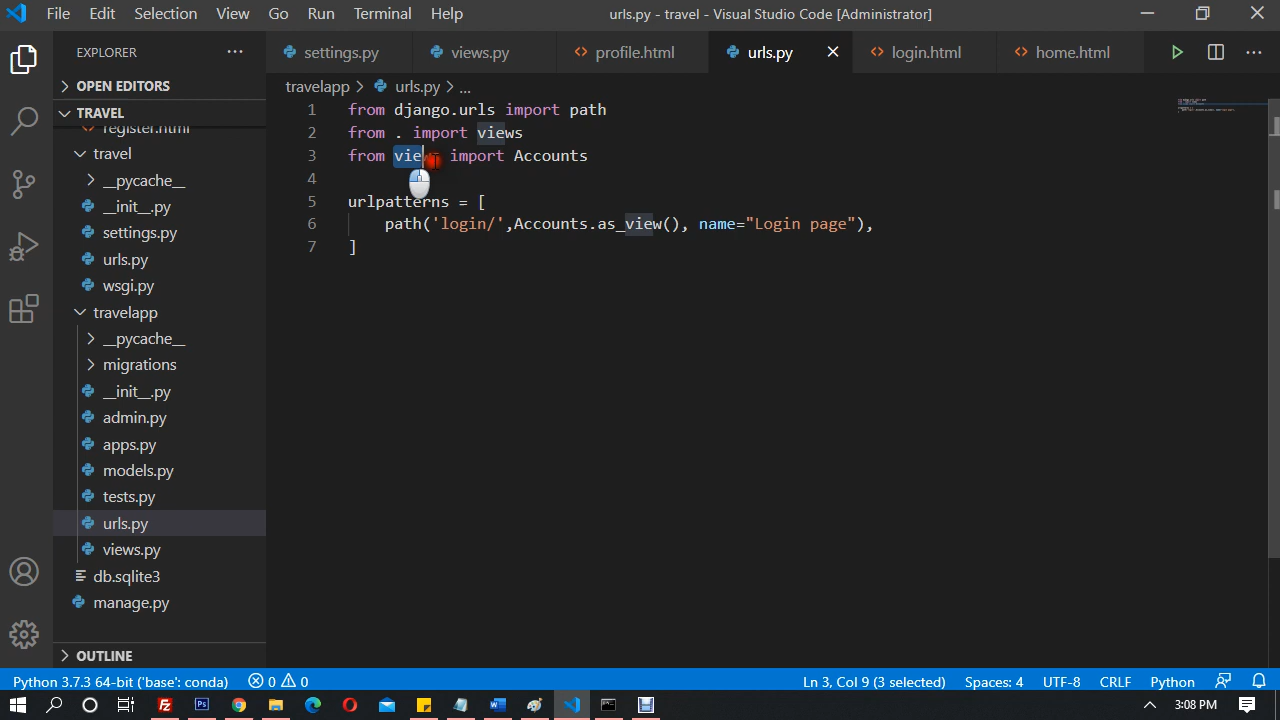 File Edit Selection View Go Run Terminal Help
urls.py - travel - Visual Studio Code [Administrator]
EXPLORER
settings.py views.py profile.html urls.py login.html home.html
OPEN EDITORS
TRAVEL
register.html
travel
__pycache__
__init__.py
settings.py
urls.py
wsgi.py
travelapp
__pycache__
migrations
__init__.py
admin.py
apps.py
models.py
tests.py
urls.py
views.py
db.sqlite3
manage.py
OUTLINE
travelapp > urls.py > ...
1 from django.urls import path
2 from . import views
3 from import Accounts
4
5 urlpatterns = [
6 path('login/',Accounts.as_view(), name="Login page"),
7 ]
Python 3.7.3 64-bit ('base': conda) 0 0
Ln 3, Col 9 (3 selected) Spaces: 4 UTF-8 CRLF Python
3:08 PM